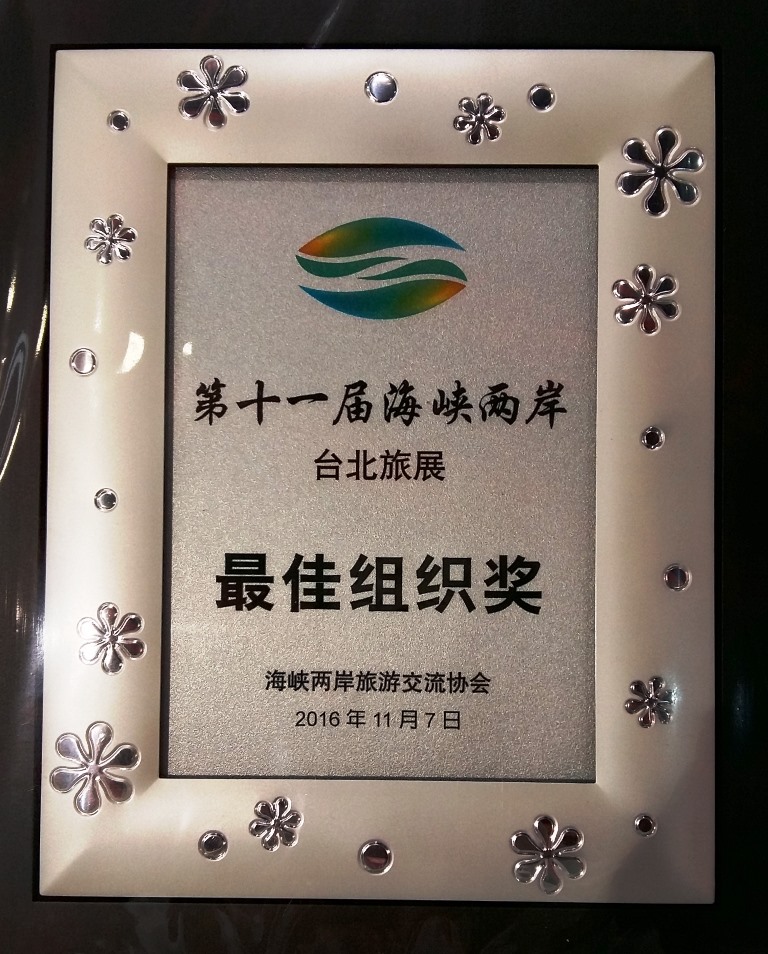 第十一届海峡两岸
台北旅展
最佳组织奖
海峡两岸旅游交流协会
2016年11月7日